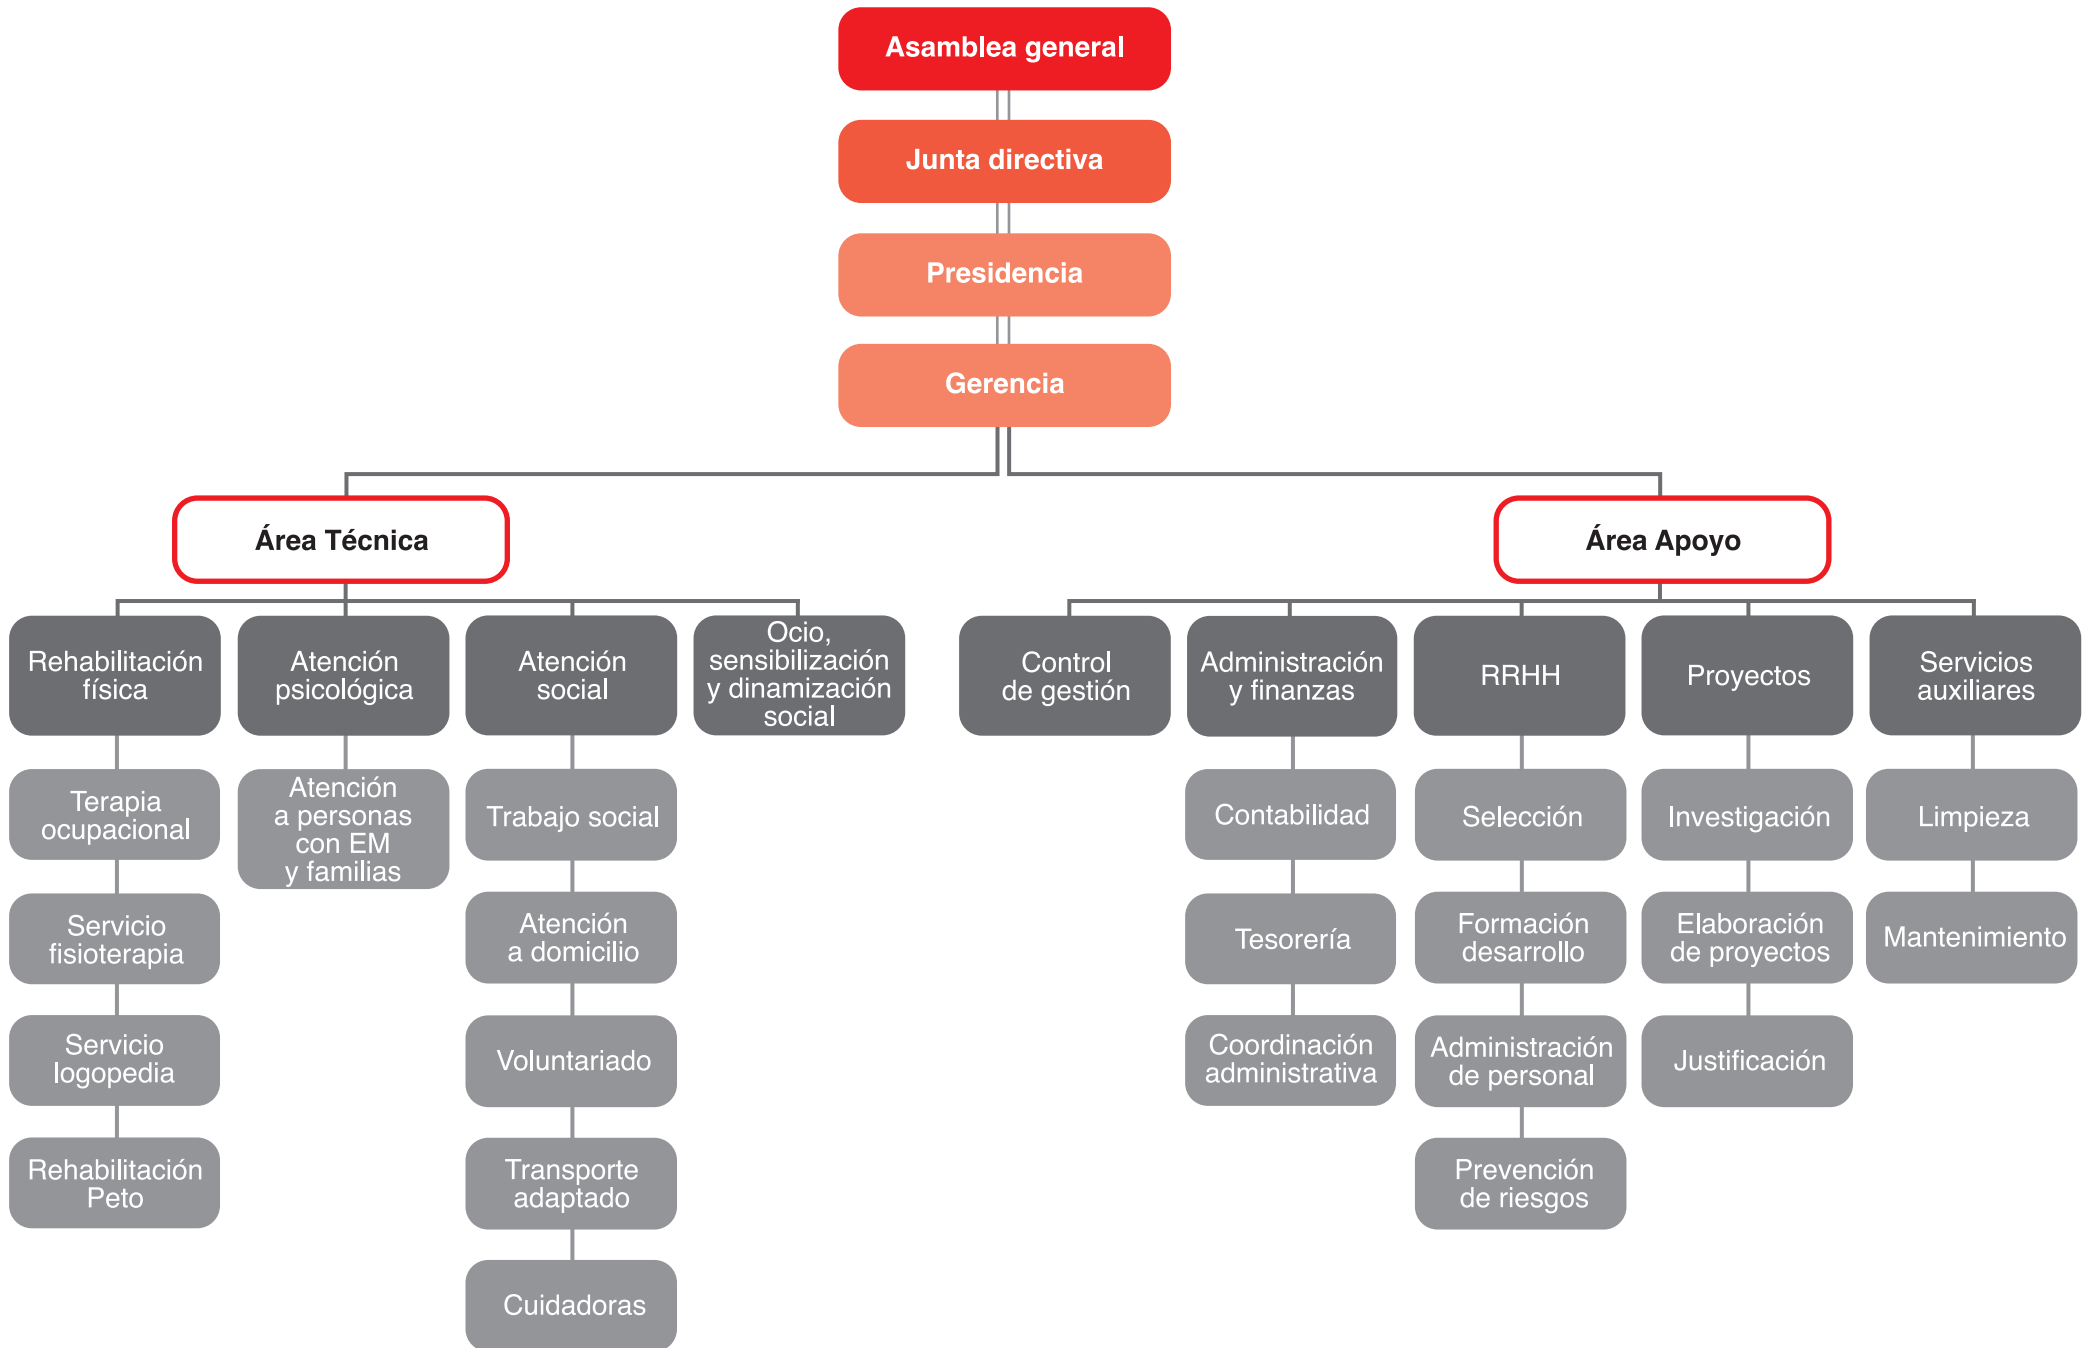 Asamblea general
Junta directiva
Presidencia
Gerencia
Área Técnica
Área Apoyo
Rehabilitación
física
Atención
psicológica
Atención
social
Ocio,
sensibilización
y dinamización
social
Control
de gestión
Administración
y finanzas
RRHH
Proyectos
Servicios
auxiliares
Terapia
ocupacional
Atención
a personas
con EM
y familias
Trabajo social
Contabilidad
Selección
Investigación
Limpieza
Servicio
fisioterapia
Atención
a domicilio
Tesorería
Formación
desarrollo
Elaboración
de proyectos
Mantenimiento
Servicio
logopedia
Voluntariado
Coordinación
administrativa
Administración
de personal
Justificación
Rehabilitación
Peto
Transporte
adaptado
Prevención
de riesgos
Cuidadoras